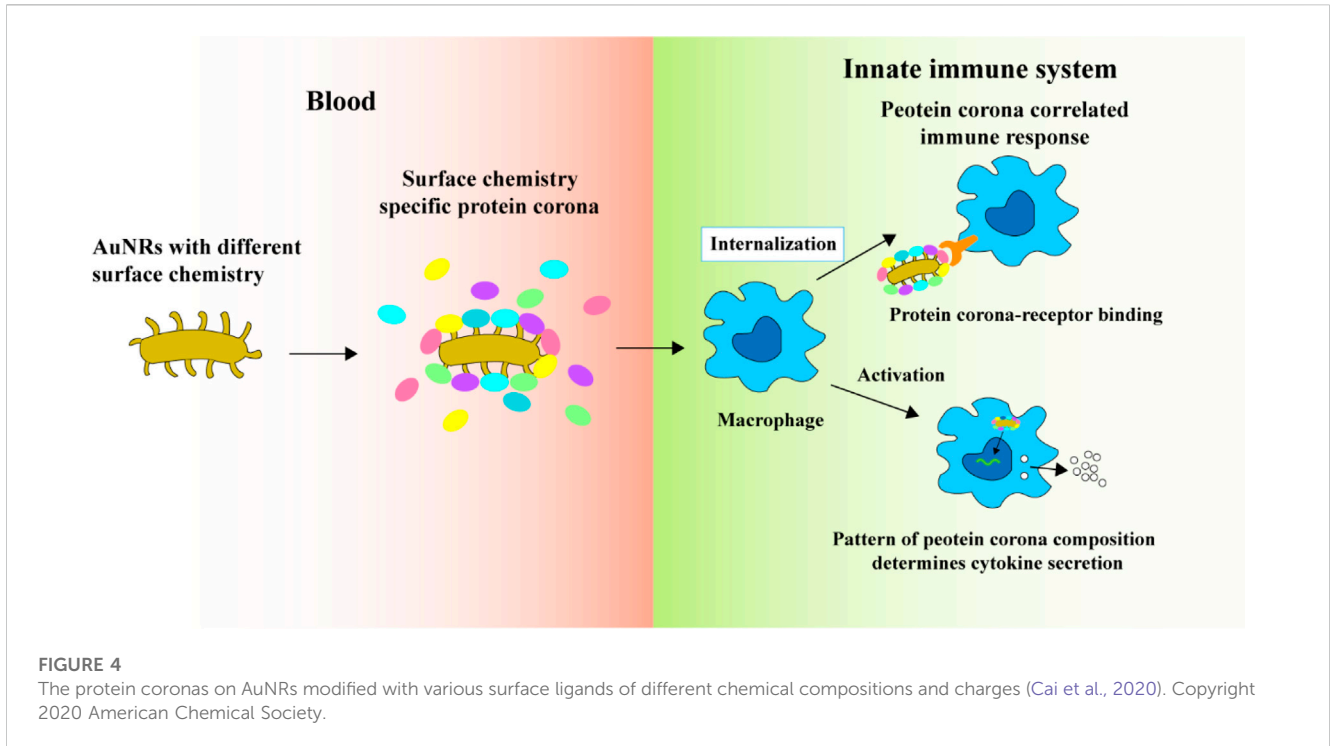 Blood
Innate immune system
Peotein corona correlated
immune response
Surface chemistry
specific protein corona
AuNRs with different
surface chemistry
Internalization
Protein corona-receptor binding
Activation
Macrophage
Pattern of peotein corona composition
determines cytokine secretion
FIGURE 4
The protein coronas on AuNRs modified with various surface ligands of different chemical compositions and charges (Cai et al., 2020). Copyright
2020 American Chemical Society.